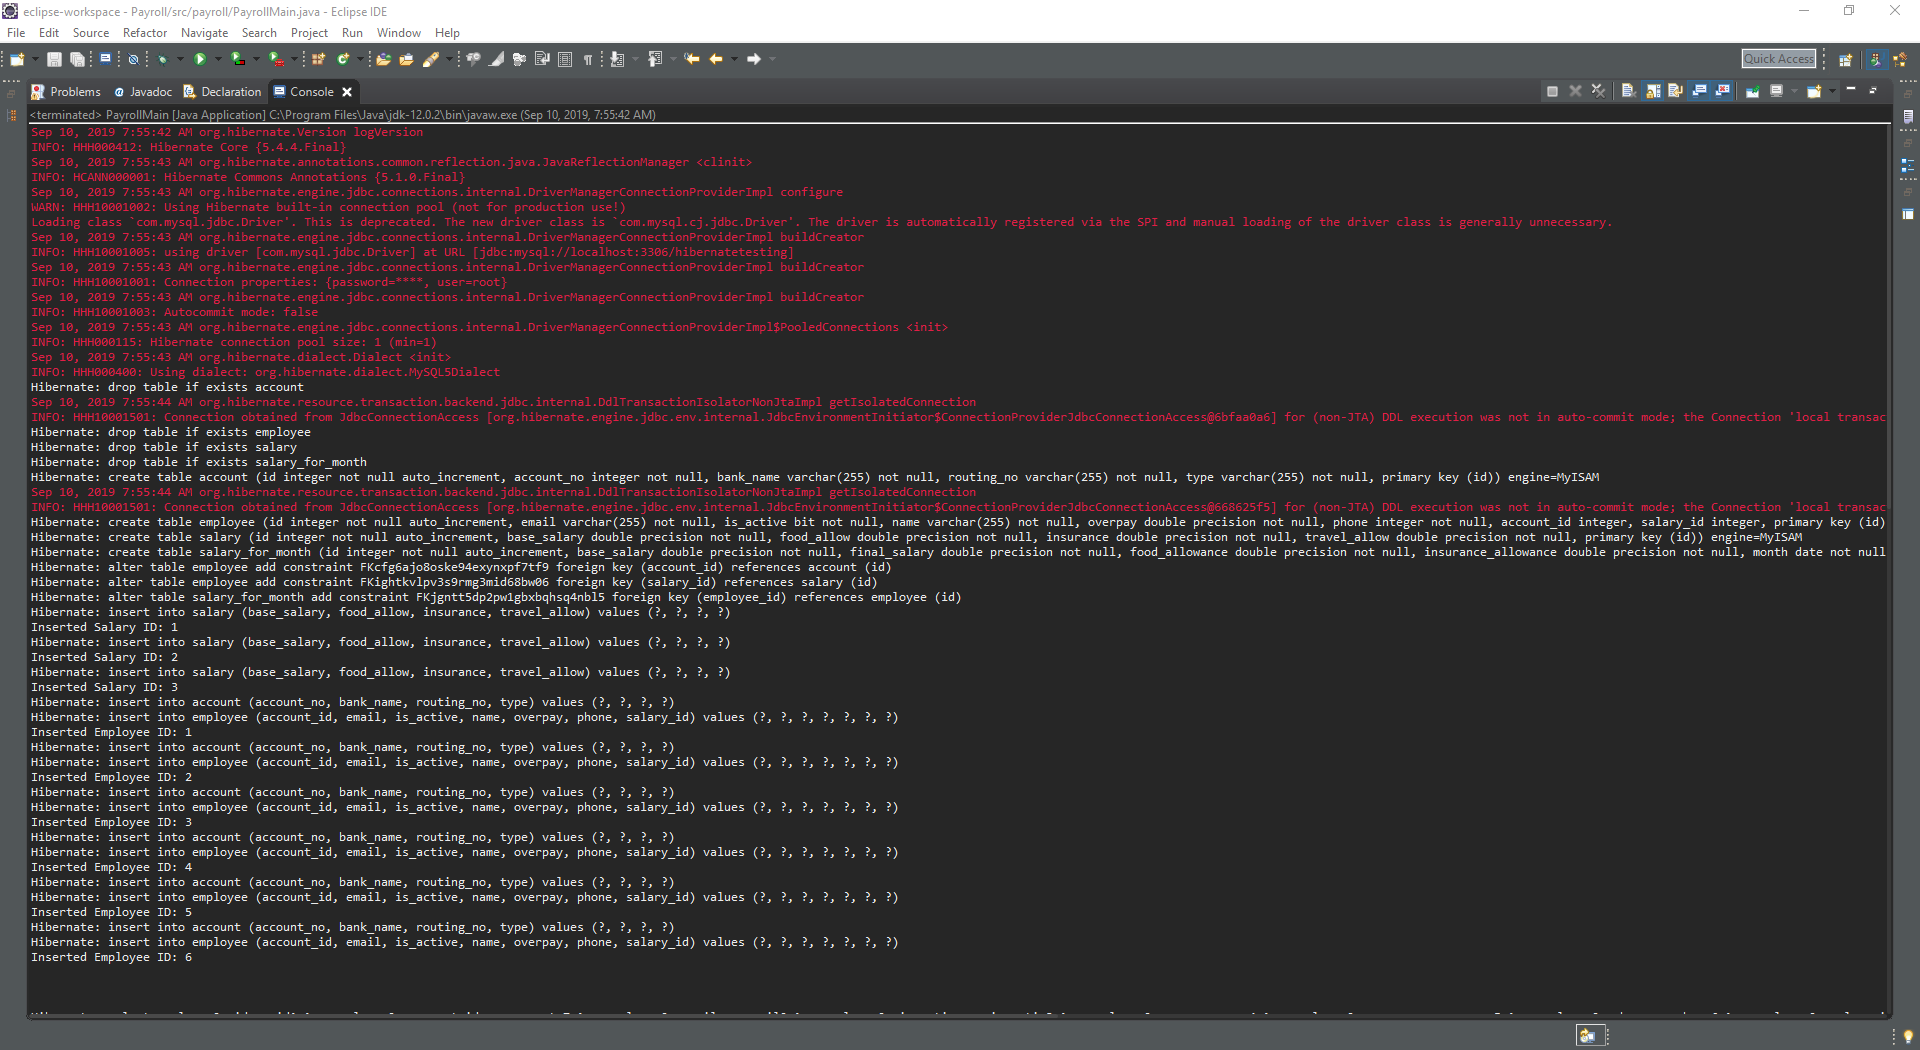 eclipse-workspace - Payroll/src/payroll/PayrollMain.java - Eclipse IDE
File Edit Source Refactor Navigate Search Project Run Window Help
Quick Access
Problems Javadoc Declaration Console
<terminated> PayrollMain [Java Application] C:\Program Files\Java\jdk-12.0.2\bin\javaw.exe (Sep 10, 2019, 7:55:42 AM)
Sep 10, 2019 7:55:42 AM org.hibernate.Version logVersion
INFO: HHH000412: Hibernate Core {5.4.4.Final}
Sep 10, 2019 7:55:43 AM org.hibernate.annotations.common.reflection.java.JavaReflectionManager <clinit>
INFO: HCANN000001: Hibernate Commons Annotations {5.1.0.Final}
Sep 10, 2019 7:55:43 AM org.hibernate.engine.jdbc.connections.internal.DriverManagerConnectionProviderImpl configure
WARN: HHH10001002: Using Hibernate built-in connection pool (not for production use!)
Loading class `com.mysql.jdbc.Driver'. This is deprecated. The new driver class is `com.mysql.cj.jdbc.Driver'. The driver is automatically registered via the SPI and manual loading of the driver class is generally unnecessary.
Sep 10, 2019 7:55:43 AM org.hibernate.engine.jdbc.connections.internal.DriverManagerConnectionProviderImpl buildCreator
INFO: HHH10001005: using driver [com.mysql.jdbc.Driver] at URL [jdbc:mysql://localhost:3306/hibernatetesting]
Sep 10, 2019 7:55:43 AM org.hibernate.engine.jdbc.connections.internal.DriverManagerConnectionProviderImpl buildCreator
INFO: HHH10001001: Connection properties: {password=****, user=root}
Sep 10, 2019 7:55:43 AM org.hibernate.engine.jdbc.connections.internal.DriverManagerConnectionProviderImpl buildCreator
INFO: HHH10001003: Autocommit mode: false
Sep 10, 2019 7:55:43 AM org.hibernate.engine.jdbc.connections.internal.DriverManagerConnectionProviderImpl$PooledConnections <init>
INFO: HHH000115: Hibernate connection pool size: 1 (min=1)
Sep 10, 2019 7:55:43 AM org.hibernate.dialect.Dialect <init>
INFO: HHH000400: Using dialect: org.hibernate.dialect.MySQL5Dialect
Hibernate: drop table if exists account
Sep 10, 2019 7:55:44 AM org.hibernate.resource.transaction.backend.jdbc.internal.DdlTransactionIsolatorNonJtaImpl getIsolatedConnection
INFO: HHH10001501: Connection obtained from JdbcConnectionAccess [org.hibernate.engine.jdbc.env.internal.JdbcEnvironmentInitiator$ConnectionProviderJdbcConnectionAccess@6bfaa0a6] for (non-JTA) DDL execution was not in auto-commit mode; the Connection 'local transac
Hibernate: drop table if exists employee
Hibernate: drop table if exists salary
Hibernate: drop table if exists salary_for_month
Hibernate: create table account (id integer not null auto_increment, account_no integer not null, bank_name varchar(255) not null, routing_no varchar(255) not null, type varchar(255) not null, primary key (id)) engine=MyISAM
Sep 10, 2019 7:55:44 AM org.hibernate.resource.transaction.backend.jdbc.internal.DdlTransactionIsolatorNonJtaImpl getIsolatedConnection
INFO: HHH10001501: Connection obtained from JdbcConnectionAccess [org.hibernate.engine.jdbc.env.internal.JdbcEnvironmentInitiator$ConnectionProviderJdbcConnectionAccess@668625f5] for (non-JTA) DDL execution was not in auto-commit mode; the Connection 'local transac
Hibernate: create table employee (id integer not null auto_increment, email varchar(255) not null, is_active bit not null, name varchar(255) not null, overpay double precision not null, phone integer not null, account_id integer, salary_id integer, primary key (id)
Hibernate: create table salary (id integer not null auto_increment, base_salary double precision not null, food_allow double precision not null, insurance double precision not null, travel_allow double precision not null, primary key (id)) engine=MyISAM
Hibernate: create table salary_for_month (id integer not null auto_increment, base_salary double precision not null, final_salary double precision not null, food_allowance double precision not null, insurance_allowance double precision not null, month date not null
Hibernate: alter table employee add constraint FKcfg6ajo8oske94exynxpf7tf9 foreign key (account_id) references account (id)
Hibernate: alter table employee add constraint FKightkvlpv3s9rmg3mid68bw06 foreign key (salary_id) references salary (id)
Hibernate: alter table salary_for_month add constraint FKjgntt5dp2pw1gbxbqhsq4nbl5 foreign key (employee_id) references employee (id)
Hibernate: insert into salary (base_salary, food_allow, insurance, travel_allow) values (?, ?, ?, ?)
Inserted Salary ID: 1
Hibernate: insert into salary (base_salary, food_allow, insurance, travel_allow) values (?, ?, ?, ?)
Inserted Salary ID: 2
Hibernate: insert into salary (base_salary, food_allow, insurance, travel_allow) values (?, ?, ?, ?)
Inserted Salary ID: 3
Hibernate: insert into account (account_no, bank_name, routing_no, type) values (?, ?, ?, ?)
Hibernate: insert into employee (account_id, email, is_active, name, overpay, phone, salary_id) values (?, ?, ?, ?, ?, ?, ?)
Inserted Employee ID: 1
Hibernate: insert into account (account_no, bank_name, routing_no, type) values (?, ?, ?, ?)
Hibernate: insert into employee (account_id, email, is_active, name, overpay, phone, salary_id) values (?, ?, ?, ?, ?, ?, ?)
Inserted Employee ID: 2
Hibernate: insert into account (account_no, bank_name, routing_no, type) values (?, ?, ?, ?)
Hibernate: insert into employee (account_id, email, is_active, name, overpay, phone, salary_id) values (?, ?, ?, ?, ?, ?, ?)
Inserted Employee ID: 3
Hibernate: insert into account (account_no, bank_name, routing_no, type) values (?, ?, ?, ?)
Hibernate: insert into employee (account_id, email, is_active, name, overpay, phone, salary_id) values (?, ?, ?, ?, ?, ?, ?)
Inserted Employee ID: 4
Hibernate: insert into account (account_no, bank_name, routing_no, type) values (?, ?, ?, ?)
Hibernate: insert into employee (account_id, email, is_active, name, overpay, phone, salary_id) values (?, ?, ?, ?, ?, ?, ?)
Inserted Employee ID: 5
Hibernate: insert into account (account_no, bank_name, routing_no, type) values (?, ?, ?, ?)
Hibernate: insert into employee (account_id, email, is_active, name, overpay, phone, salary_id) values (?, ?, ?, ?, ?, ?, ?)
Inserted Employee ID: 6